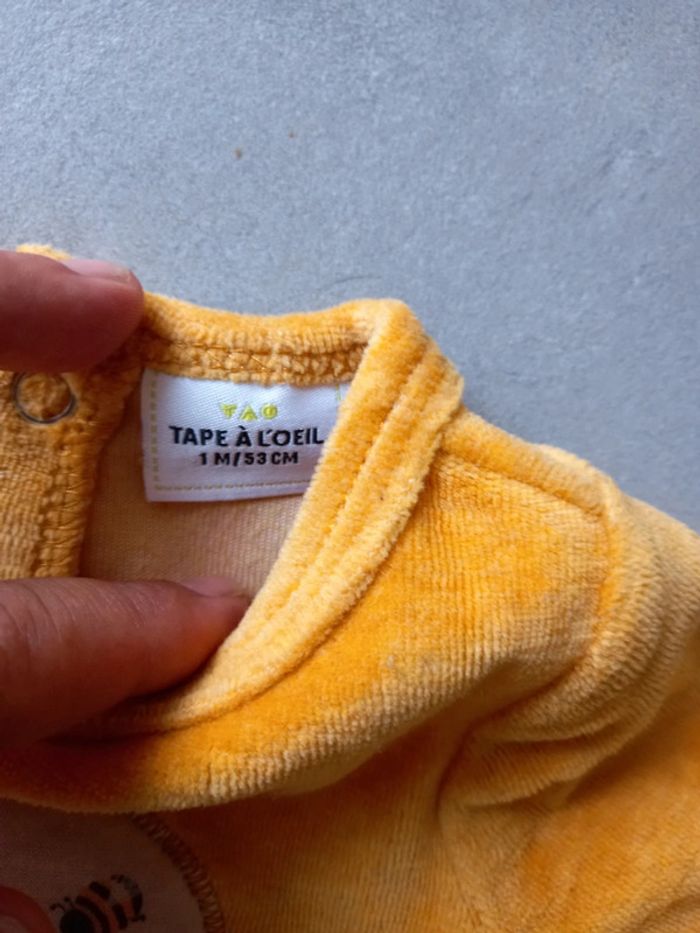 TAO
TAPE À L'OEIL
1 M/53 CM